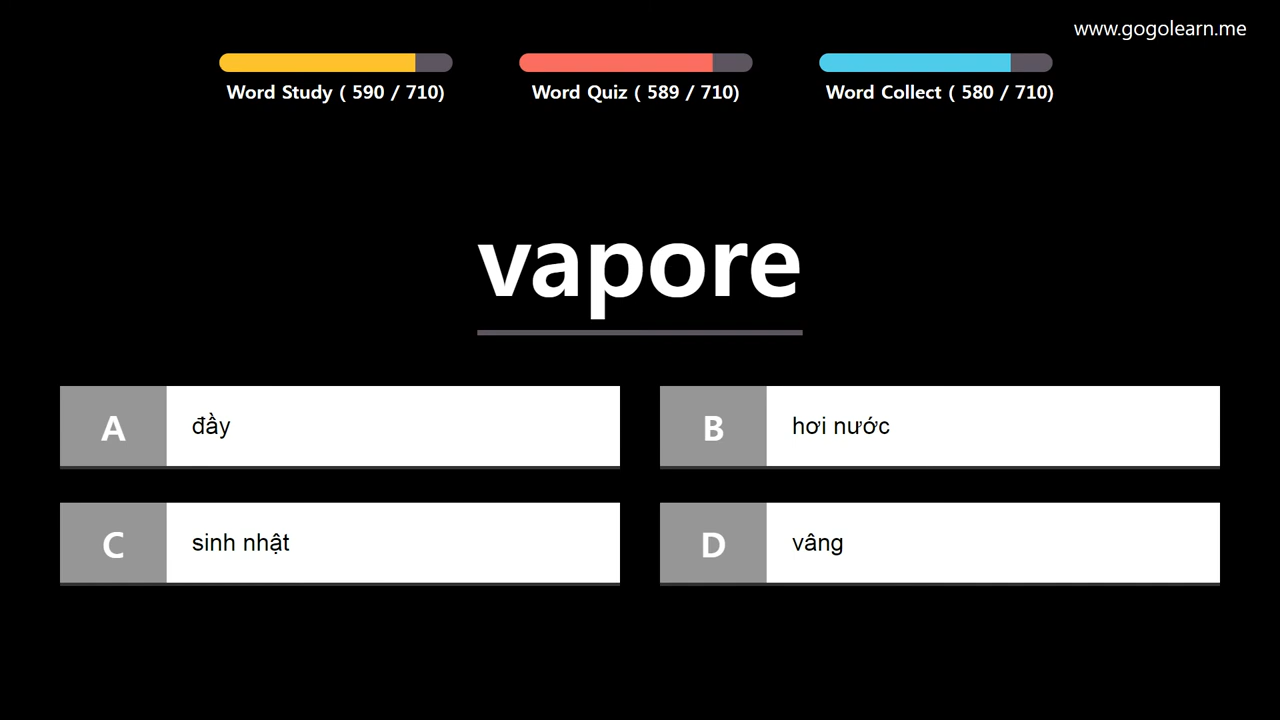 www.gogolearn.me
Word Study ( 590 / 710)
Word Quiz ( 589 / 710)
Word Collect ( 580 / 710)
vapore
A đầy
B hơi nước
C sinh nhật
D vâng